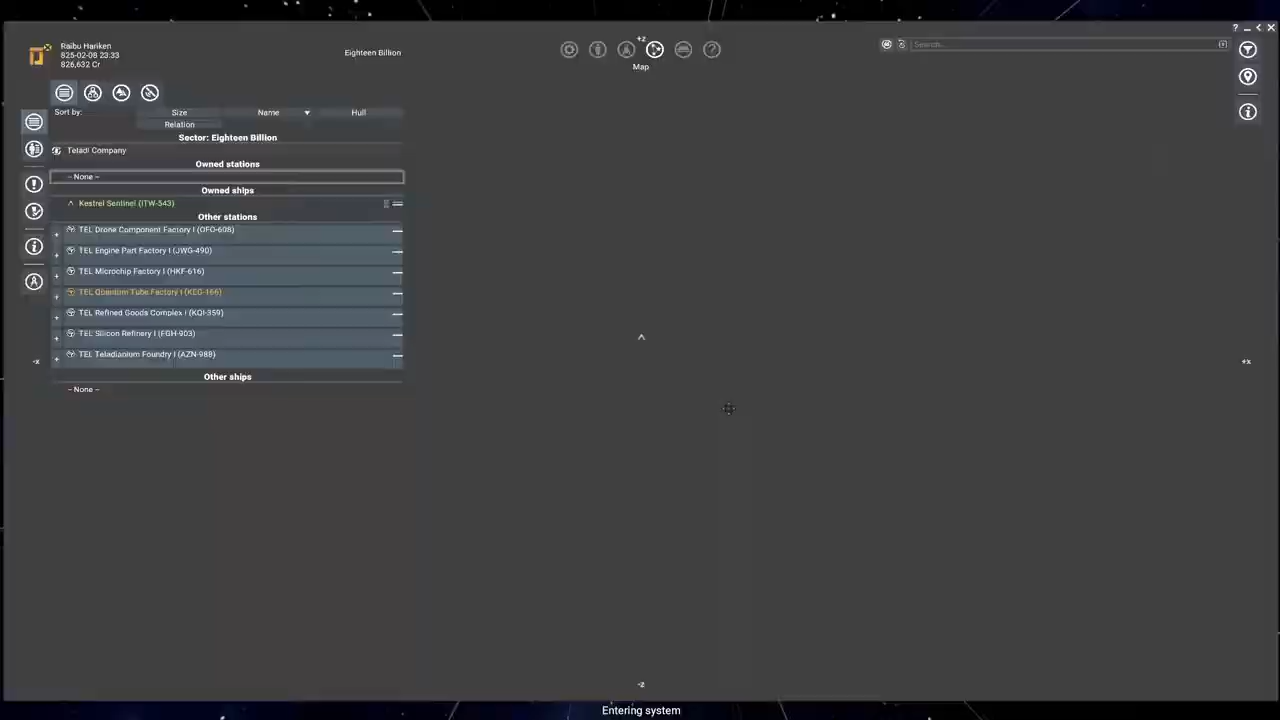 Raibu Hariken
825-02-08 23:33
826,632 Cr
Eighteen Billion
+z
Map
Search...
?
Sort by:
Size
Name
Hull
Relation
Sector: Eighteen Billion
Teladi Company
Owned stations
-- None --
Owned ships
Kestrel Sentinel (ITW-543)
Other stations
TEL Drone Component Factory I (OFO-608)
TEL Engine Part Factory I (JWG-490)
TEL Microchip Factory I (HKF-616)
TEL Quantum Tube Factory I (KEG-166)
TEL Refined Goods Complex I (KQI-359)
TEL Silicon Refinery I (FGH-903)
TEL Teladianium Foundry I (AZN-988)
Other ships
-- None --
-x
+x
-z
Entering system